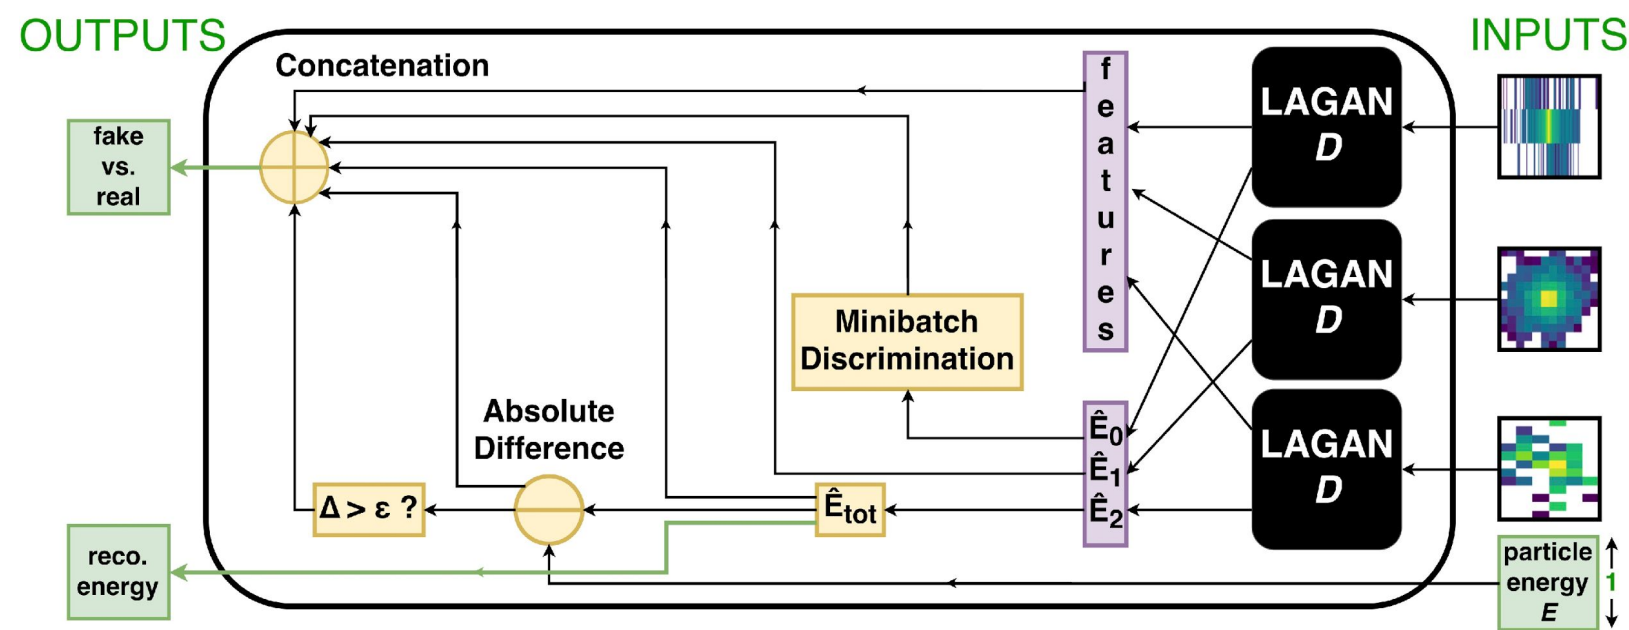 OUTPUTS
INPUTS
Concatenation
fake
vs.
real
f
e
a
t
u
r
e
s
LAGAN
D
LAGAN
D
LAGAN
D
Minibatch
Discrimination
Absolute
Difference
Ê0
Ê1
Ê2
Êtot
Δ > ε ?
reco.
energy
particle
energy
E
1